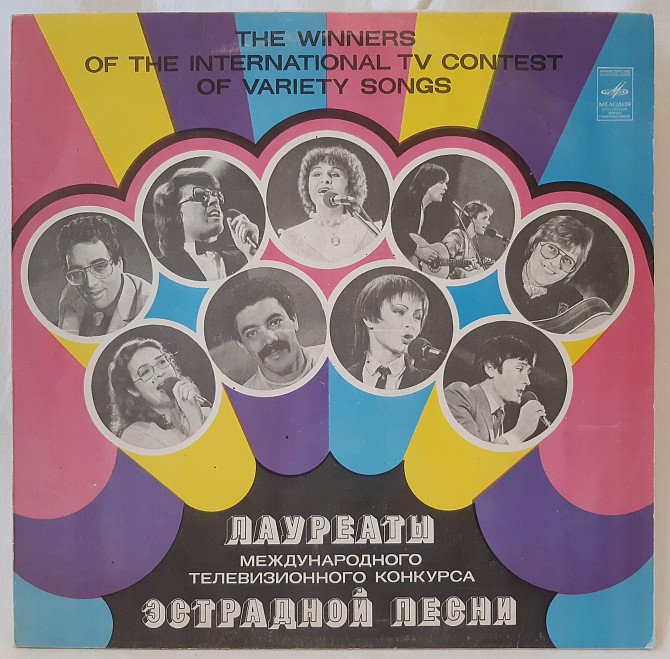 THE WINNERS
OF THE INTERNATIONAL TV CONTEST
OF VARIETY SONGS
МЕЛОДИЯ
ЛАУРЕАТЫ
МЕЖДУНАРОДНОГО
ТЕЛЕВИЗИОННОГО КОНКУРСА
ЭСТРАДНОЙ ПЕСНИ